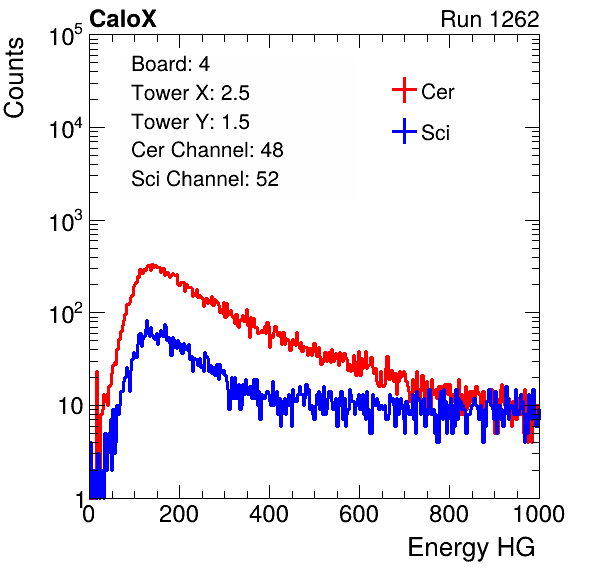 CaloX Run 1262
Counts
Board: 4
Tower X: 2.5
Tower Y: 1.5
Cer Channel: 48
Sci Channel: 52
Cer
Sci
10^5
10^4
10^3
10^2
10
1
0 200 400 600 800 1000
Energy HG